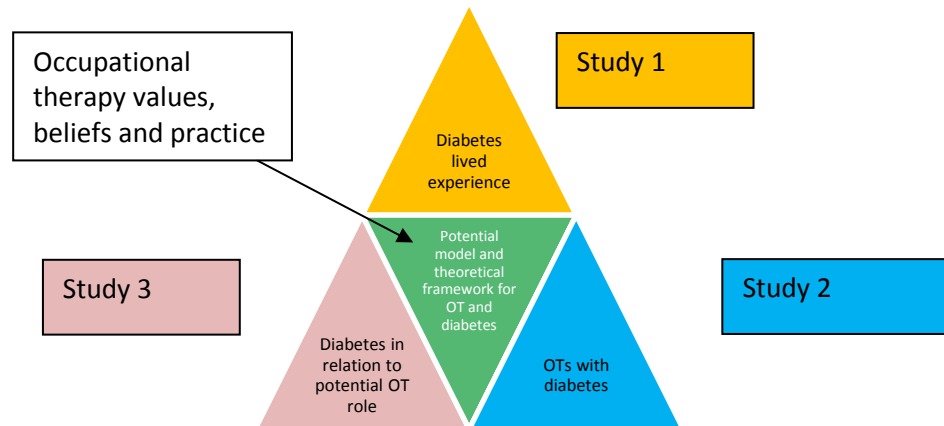 Occupational
therapy values,
beliefs and practice
Study 1
Diabetes
lived
experience
Potential
model and
theoretical
framework for
OT and
diabetes
Study 3
Study 2
Diabetes in
relation to
potential OT
role
OTs with
diabetes